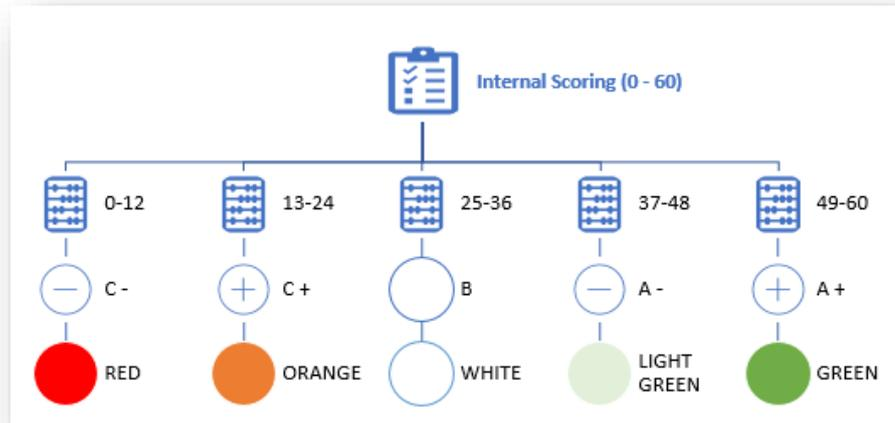 Internal Scoring (0 - 60)
0-12
13-24
25-36
37-48
49-60
C -
C +
B
A -
A +
RED
ORANGE
WHITE
LIGHT
GREEN
GREEN